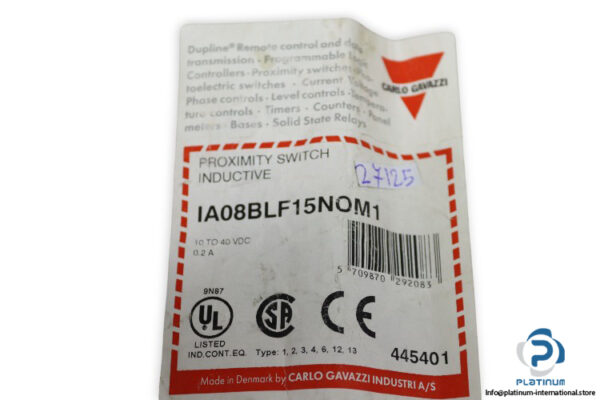 Dupline® Remote control and data
transmission · Programmable
Controllers · Proximity switches ·
toelectric switches · Current
Phase controls · Level controls ·
ture controls · Timers · Counters · Panel
meters · Bases · Solid State Relays
CARLO GAVAZZI
PROXIMITY SWITCH
INDUCTIVE
27125
IA08BLF15NOM1
10 TO 40 VDC
0.2 A
5 709870 292083
9N87
UL
LISTED
IND.CONT.EQ.
SA
CE
Type: 1, 2, 3, 4, 6, 12, 13
445401
Made in Denmark by CARLO GAVAZZI INDUSTRI A/S
PLATINUM
info@platinum-international.store